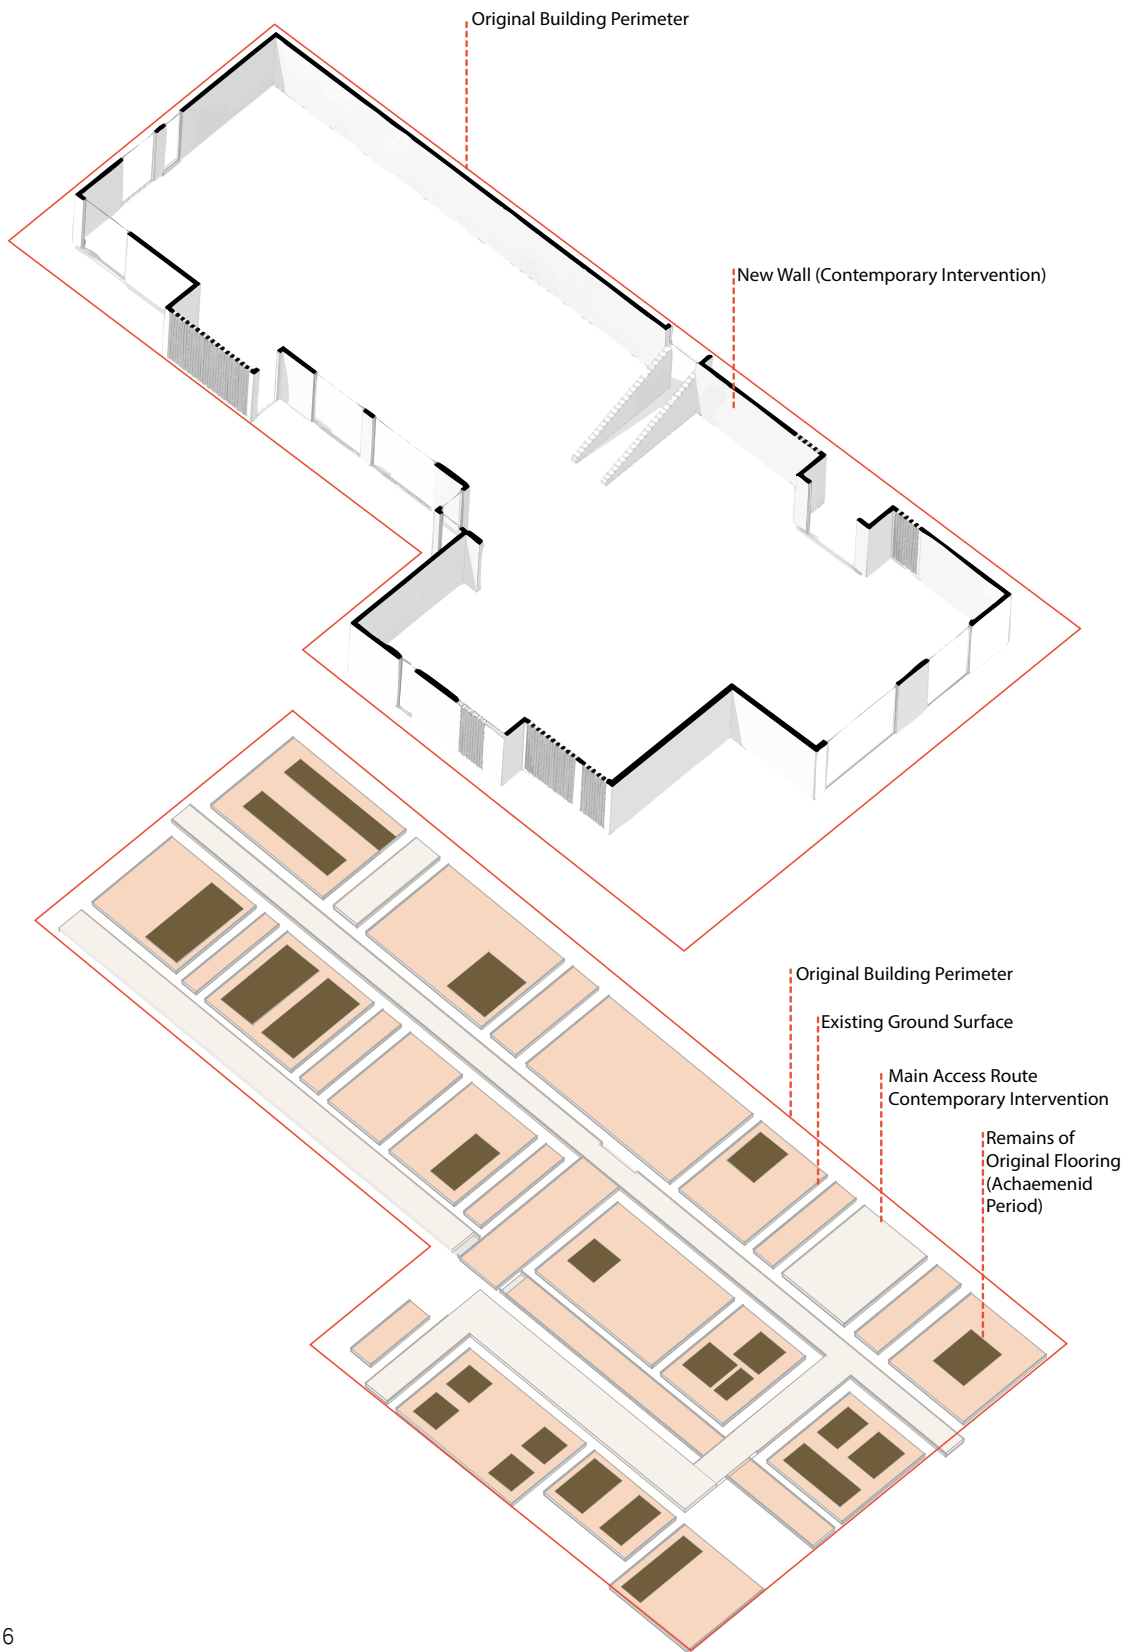 Original Building Perimeter
New Wall (Contemporary Intervention)
Original Building Perimeter
Existing Ground Surface
Main Access Route
Contemporary Intervention
Remains of
Original Flooring
(Achaemenid
Period)
6